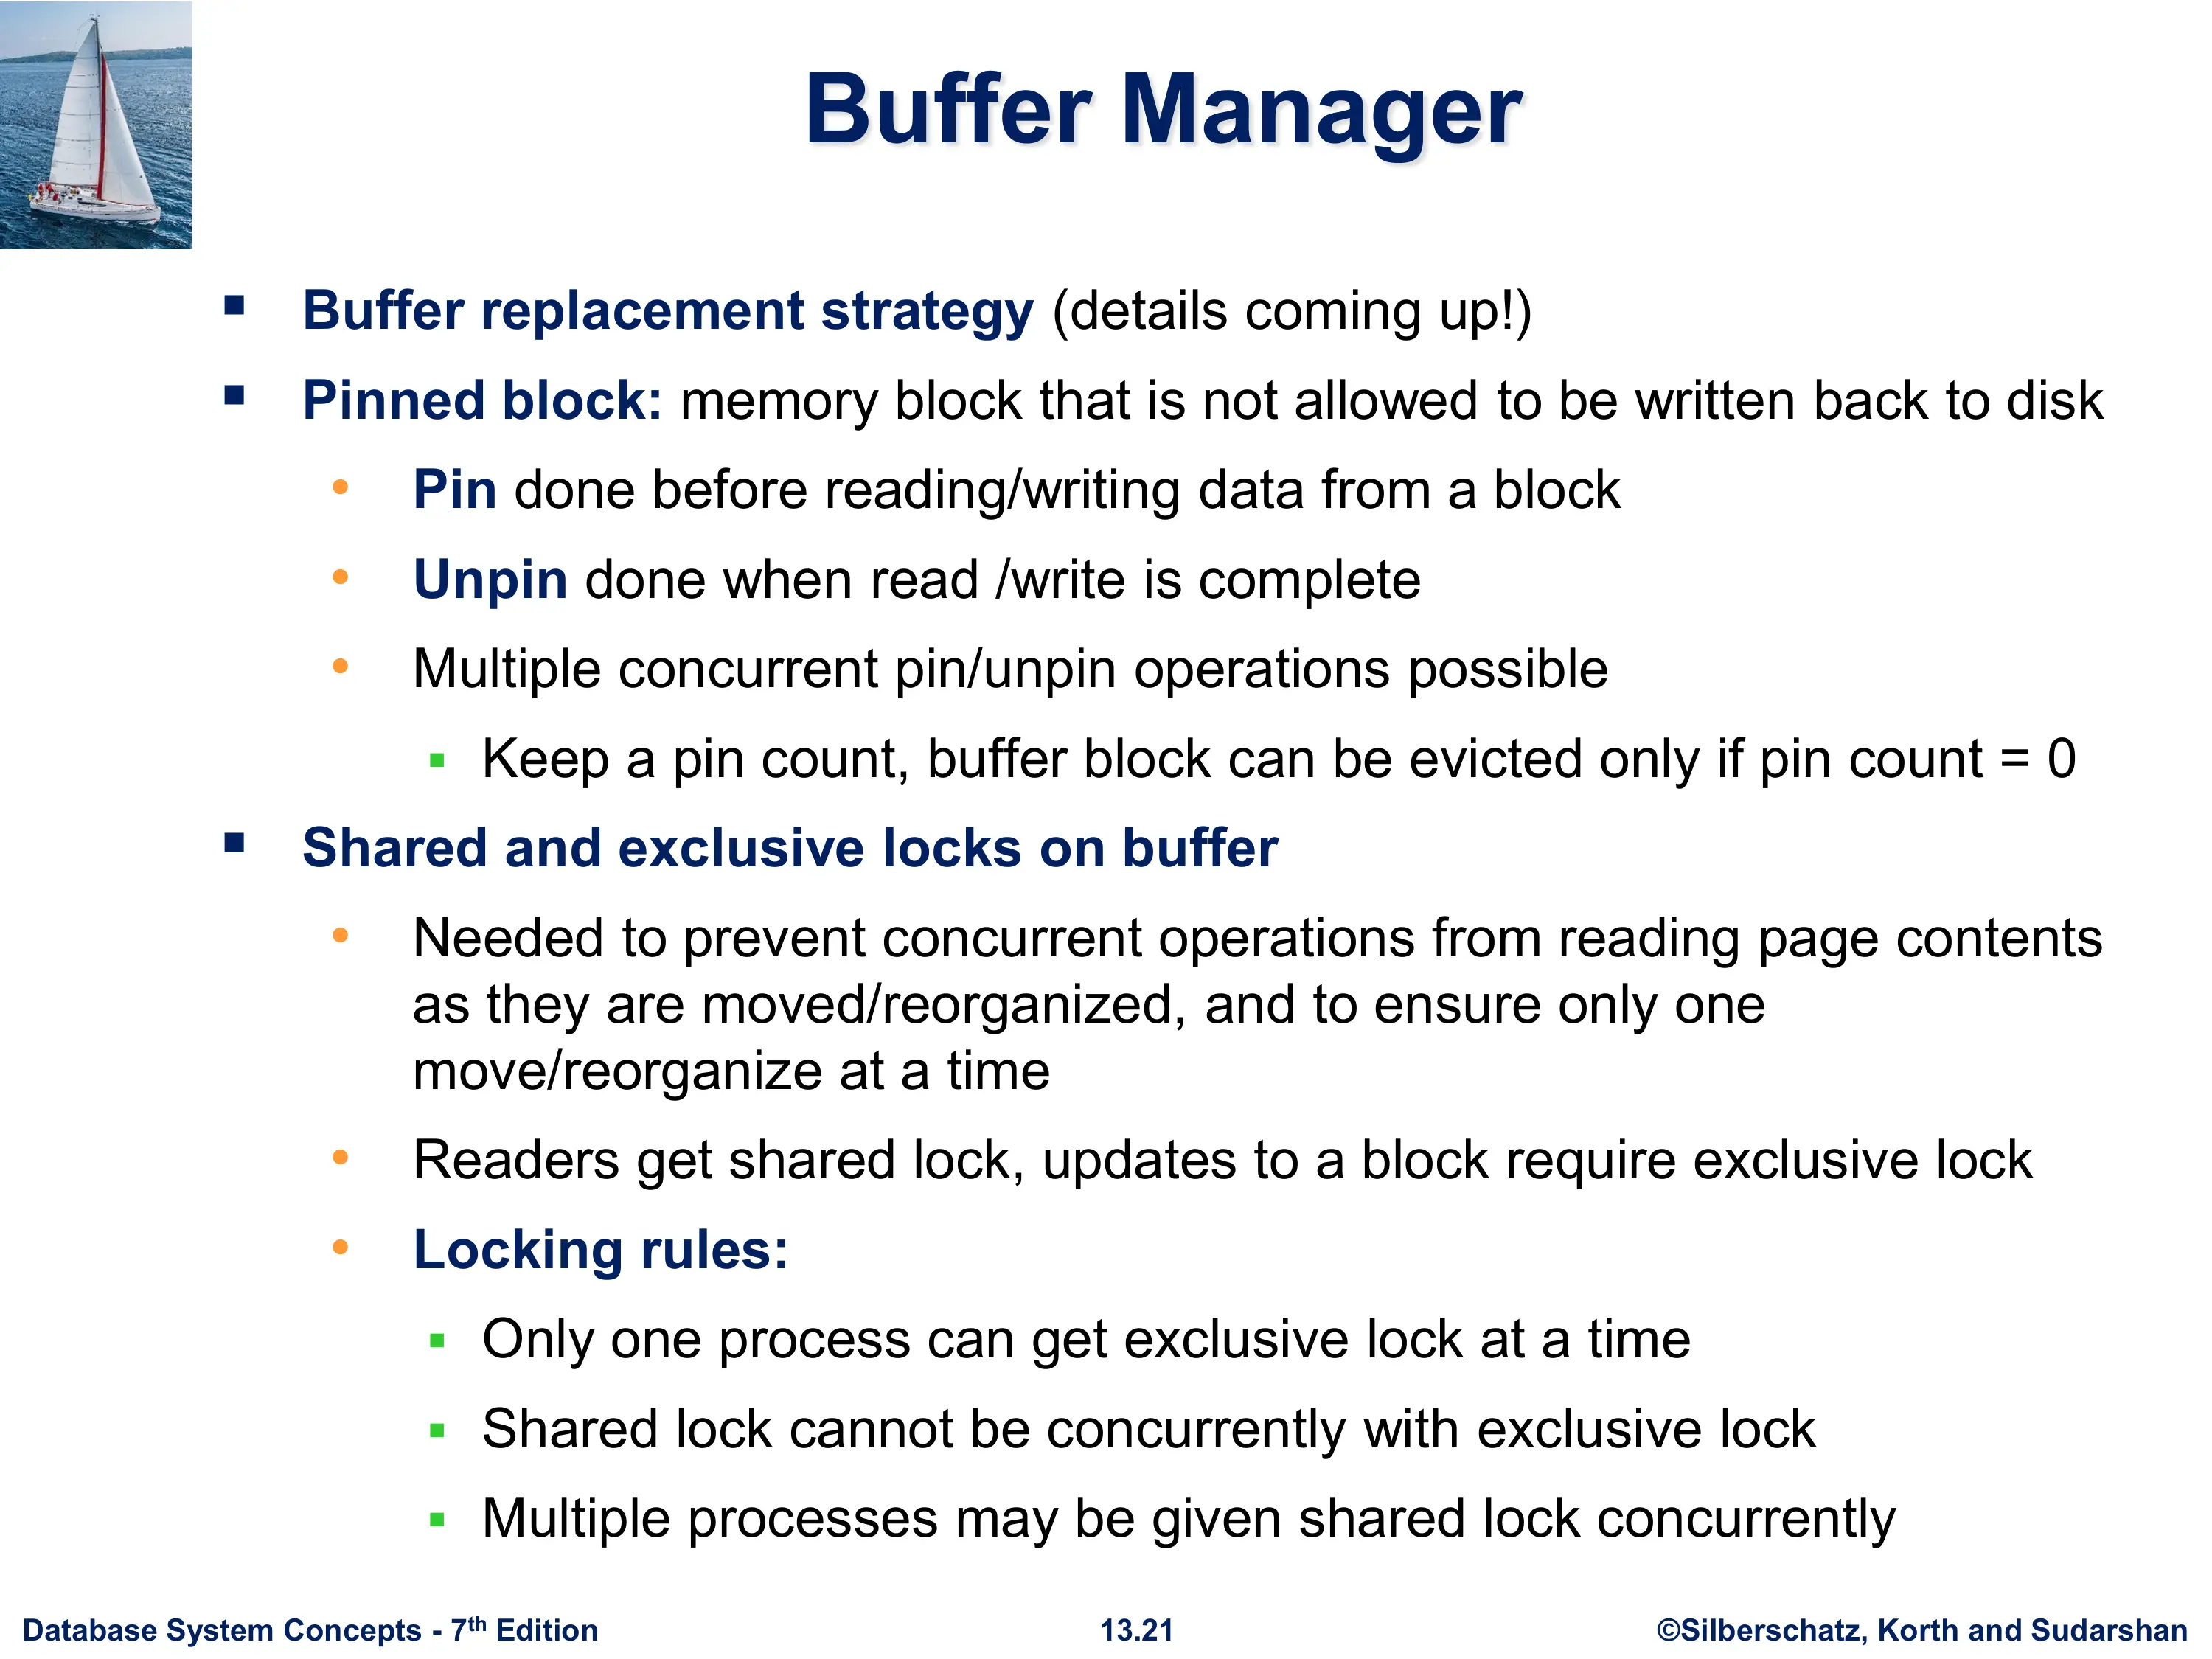 Buffer Manager
Buffer replacement strategy (details coming up!)
Pinned block: memory block that is not allowed to be written back to disk
Pin done before reading/writing data from a block
Unpin done when read /write is complete
Multiple concurrent pin/unpin operations possible
Keep a pin count, buffer block can be evicted only if pin count = 0
Shared and exclusive locks on buffer
Needed to prevent concurrent operations from reading page contents
as they are moved/reorganized, and to ensure only one
move/reorganize at a time
Readers get shared lock, updates to a block require exclusive lock
Locking rules:
Only one process can get exclusive lock at a time
Shared lock cannot be concurrently with exclusive lock
Multiple processes may be given shared lock concurrently
Database System Concepts - 7th Edition 13.21 ©Silberschatz, Korth and Sudarshan